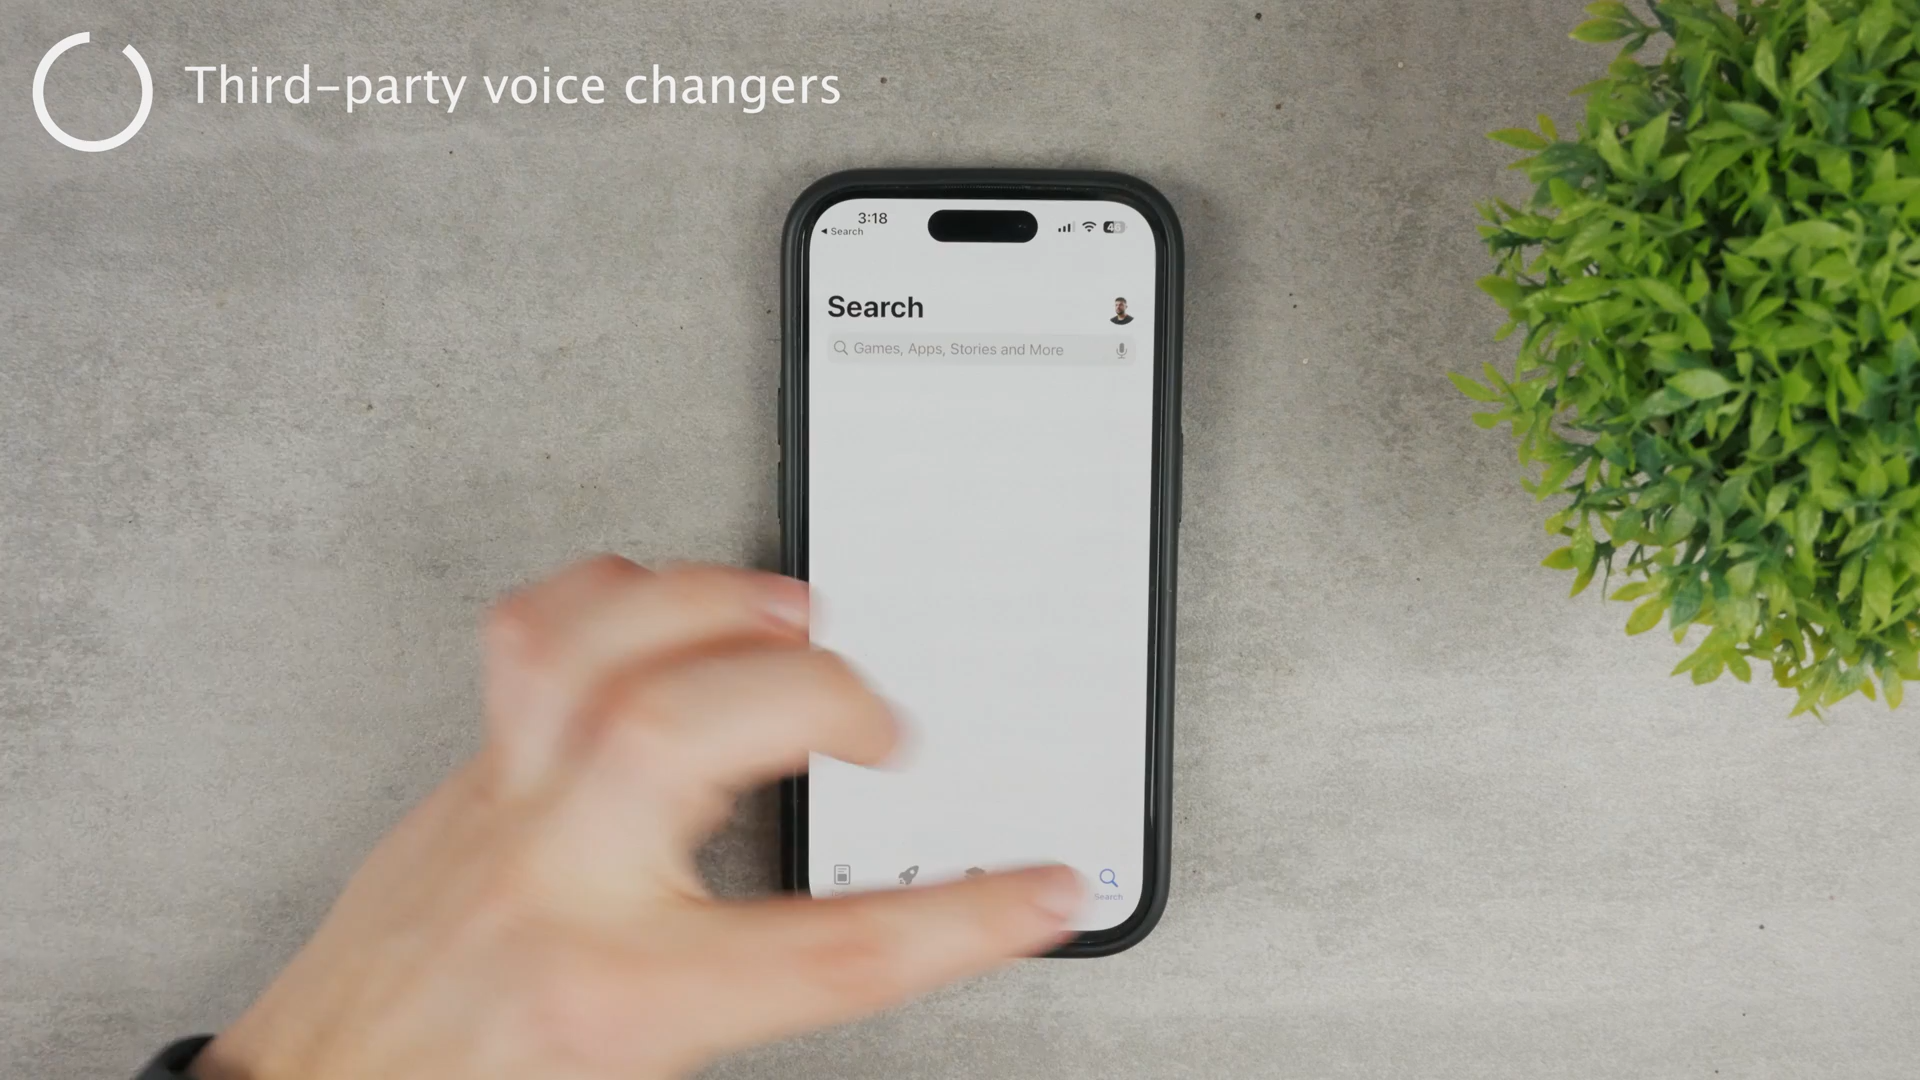 Third-party voice changers
3:18
Search
Search
Games, Apps, Stories and More
Search